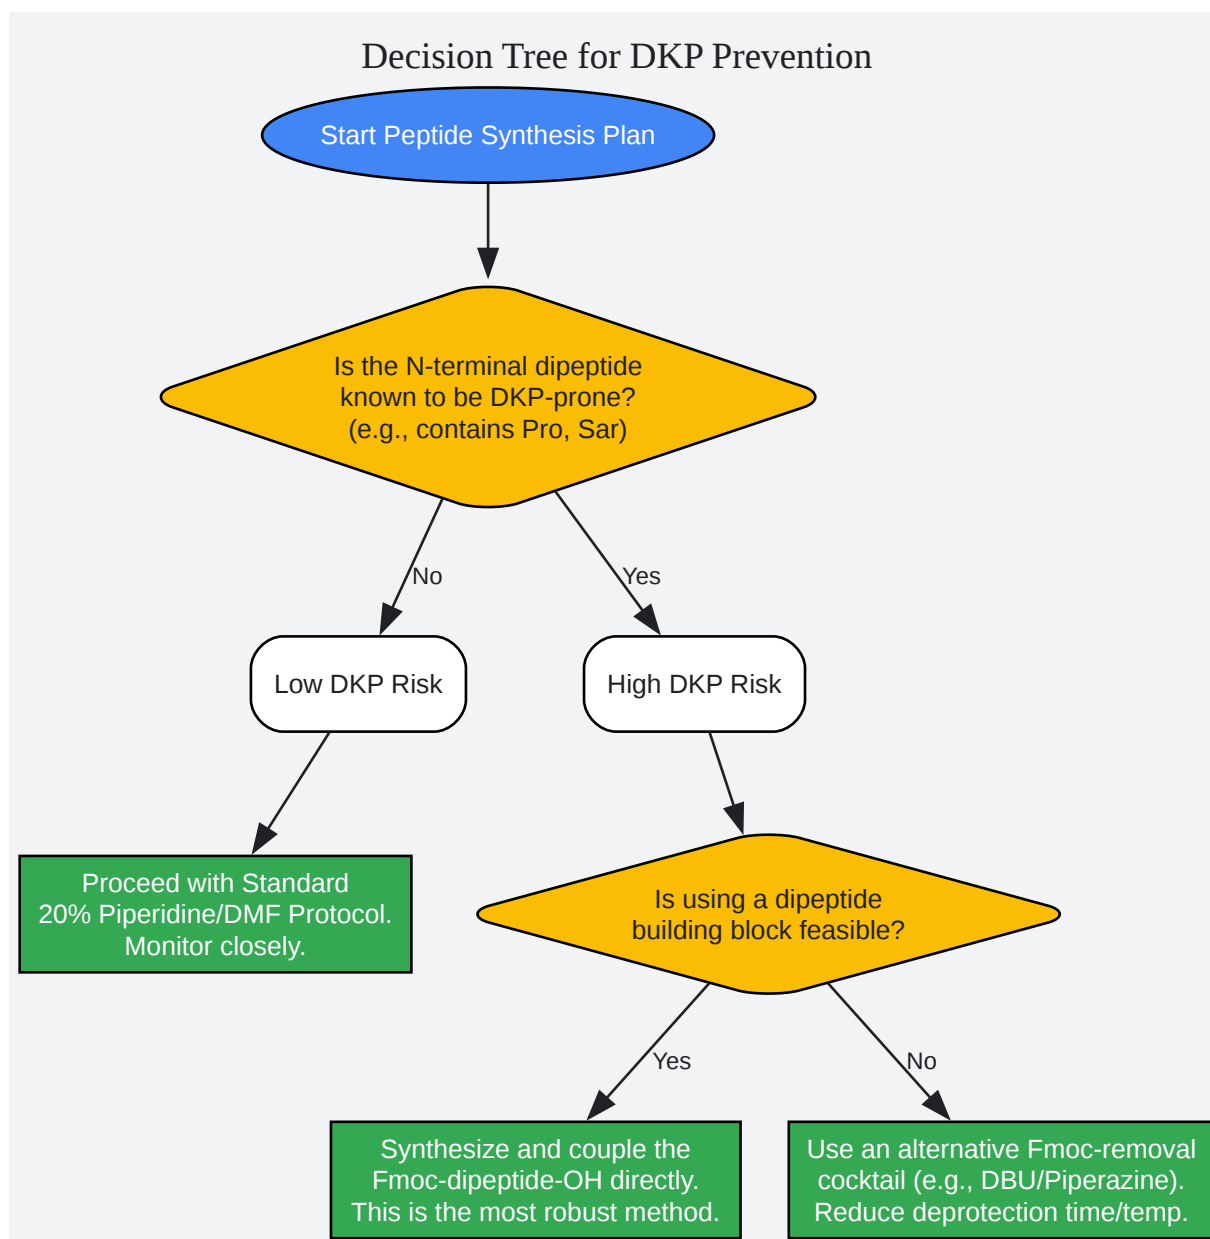 Decision Tree for DKP Prevention
Start Peptide Synthesis Plan
Is the N-terminal dipeptide
known to be DKP-prone?
(e.g., contains Pro, Sar)
No
Yes
Low DKP Risk
High DKP Risk
Proceed with Standard
20% Piperidine/DMF Protocol.
Monitor closely.
Is using a dipeptide
building block feasible?
Yes
No
Synthesize and couple the
Fmoc-dipeptide-OH directly.
This is the most robust method.
Use an alternative Fmoc-removal
cocktail (e.g., DBU/Piperazine).
Reduce deprotection time/temp.